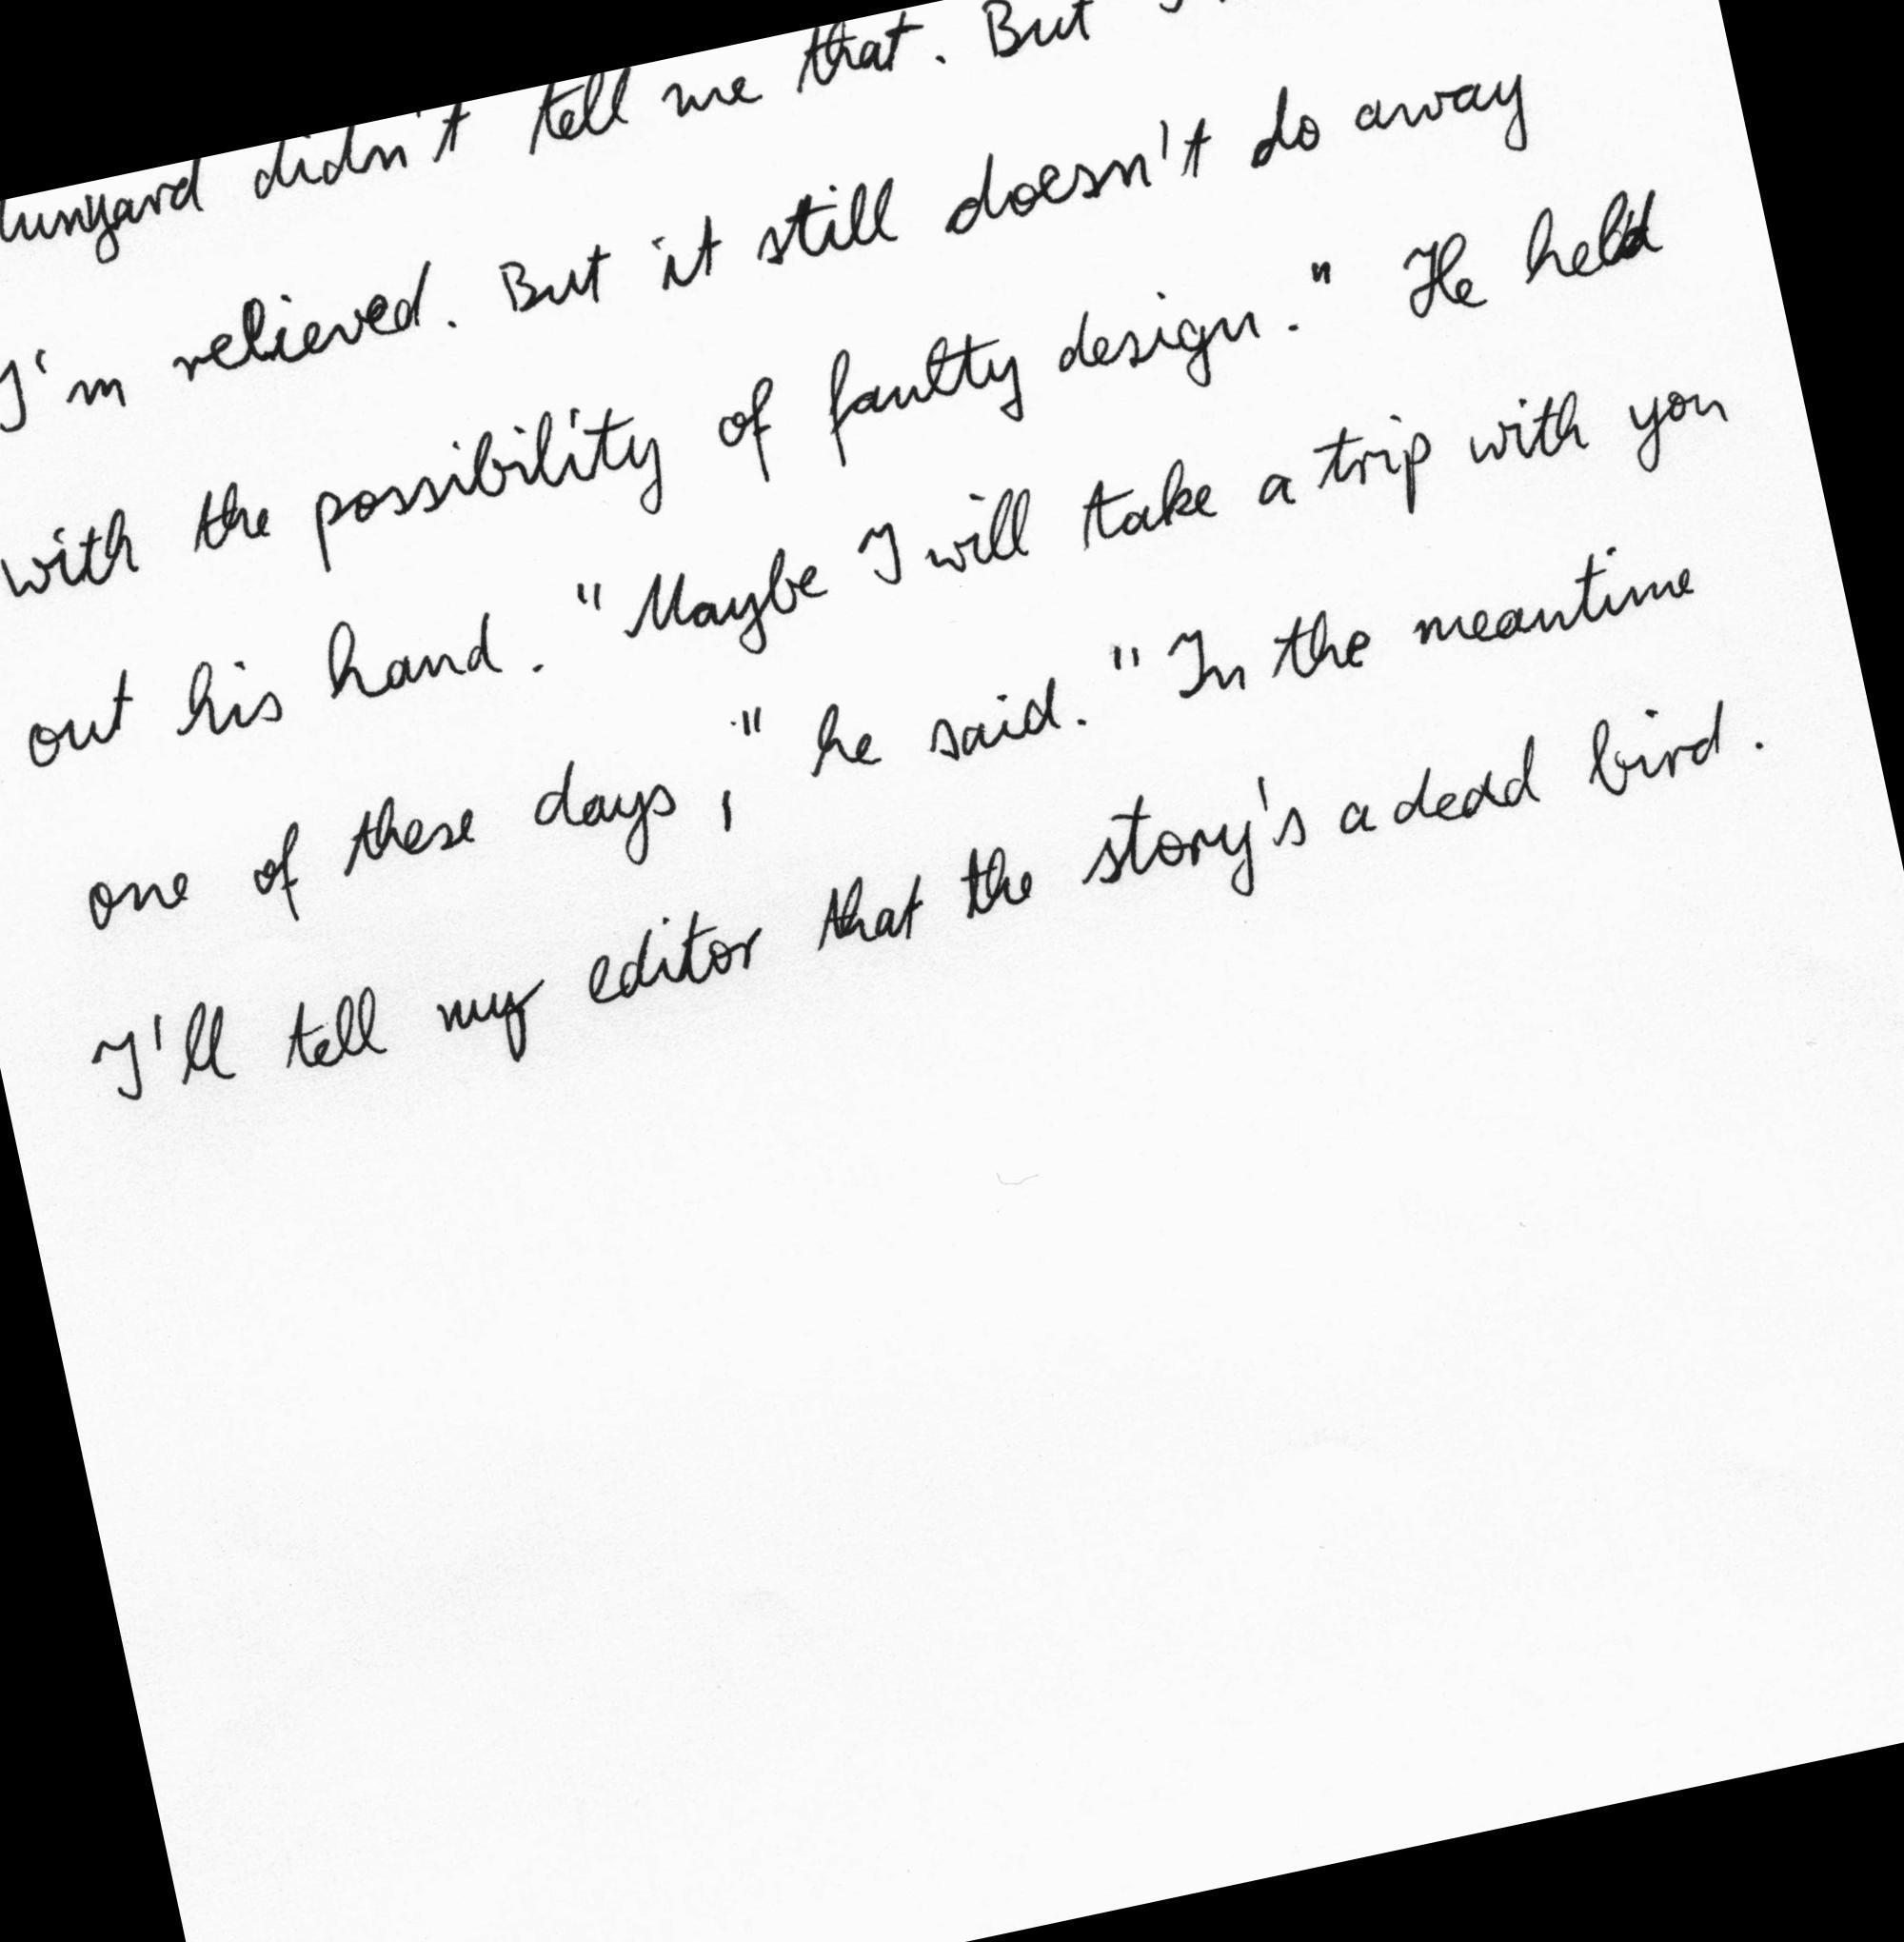 didn't tell me that. But
I'm relieved. But it still doesn't do away
with the possibility of faulty design." He held
out his hand. "Maybe I will take a trip with you
one of these days," he said. "In the meantime
I'll tell my editor that the story's a dead bird.